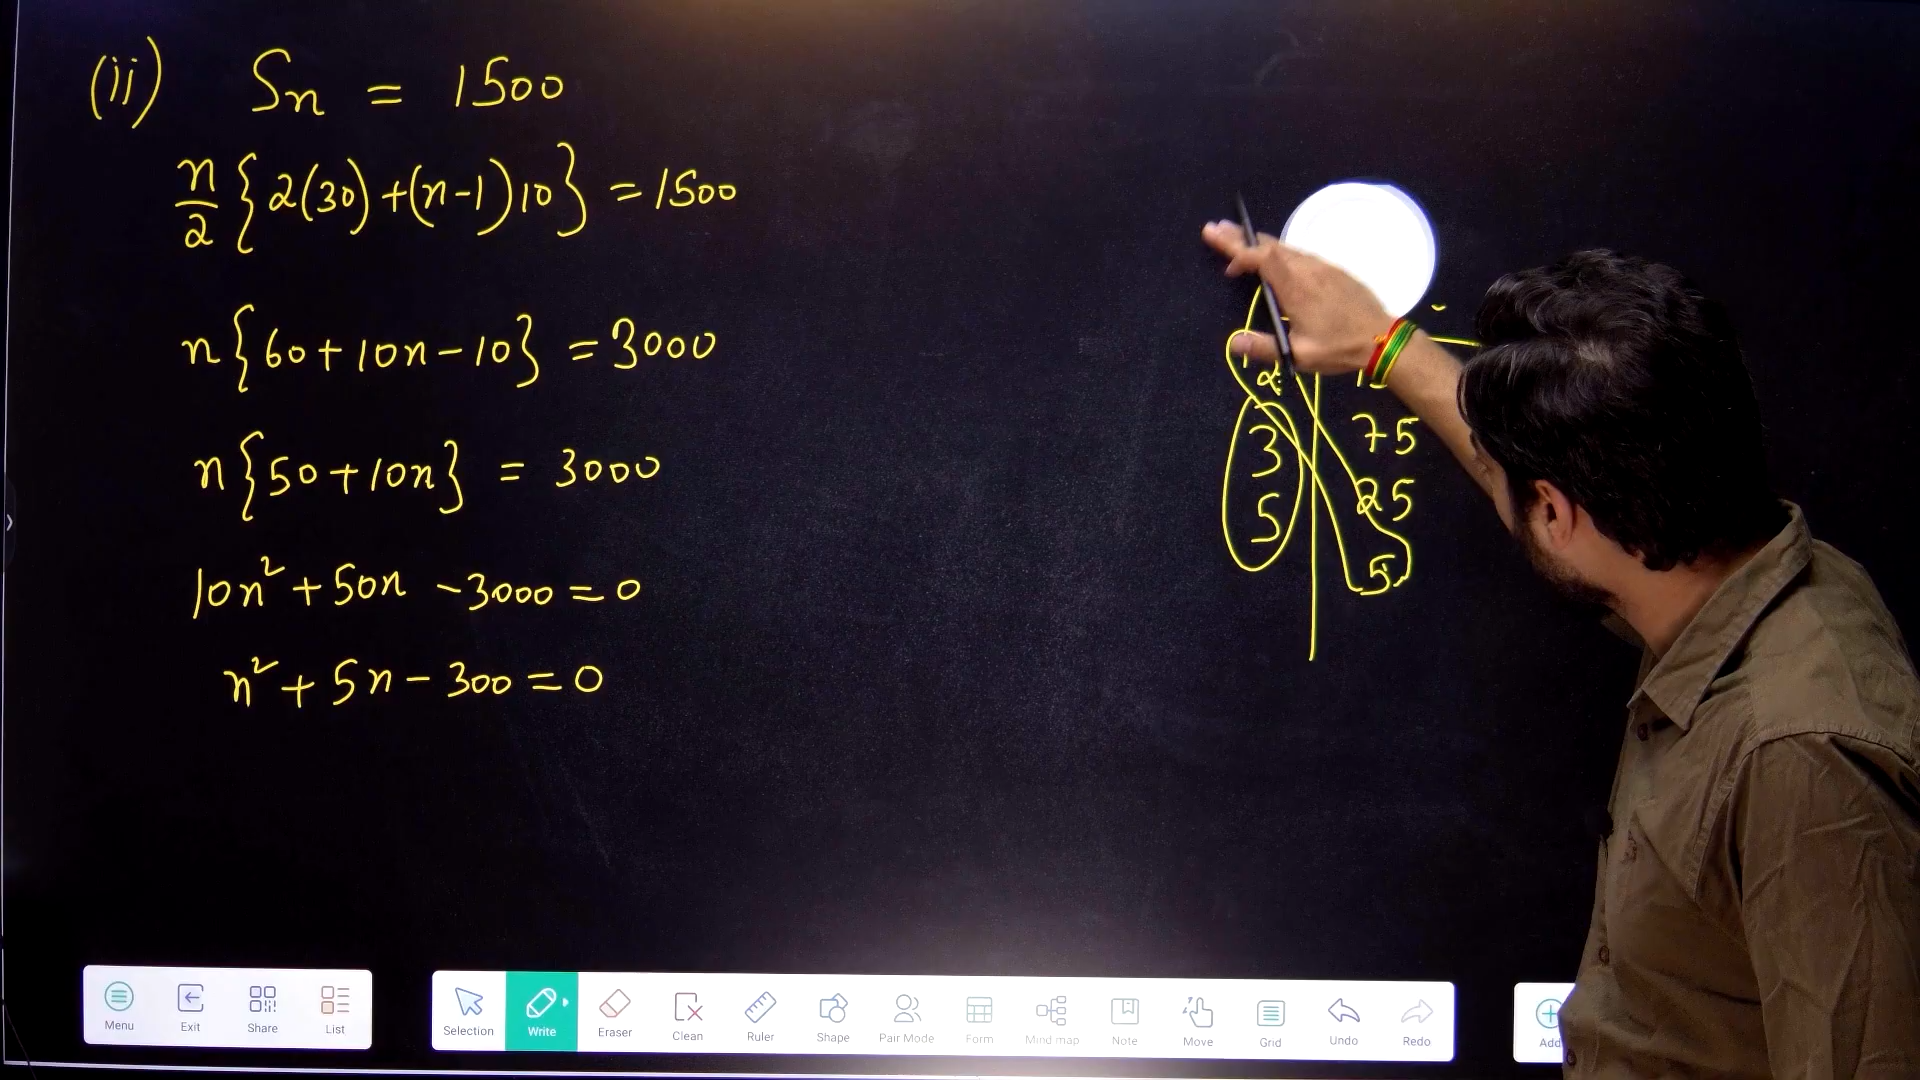 (ii) Sn = 1500
n/2 {2(30)+(n-1)10} = 1500
n{60+10n-10} = 3000
n{50+10n} = 3000
10n²+50n-3000=0
n²+5n-300=0
2
75
3
25
5
5
Menu Exit Share List
Selection Write Eraser Clean Ruler Shape Pair Mode Form Mind map Note Move Grid Undo Redo
Add